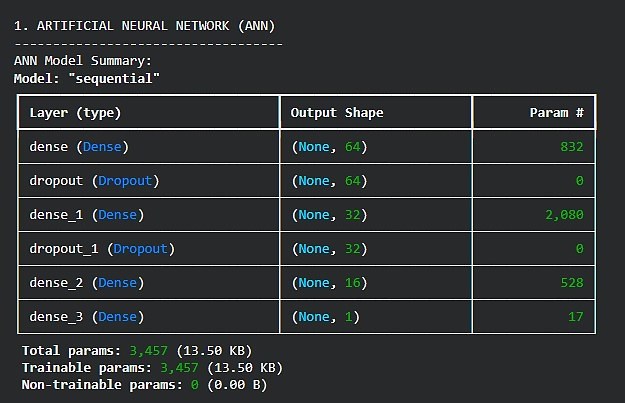 1. ARTIFICIAL NEURAL NETWORK (ANN)
----------------------------------
ANN Model Summary:
Model: "sequential"
Layer (type) Output Shape Param #
dense (Dense) (None, 64) 832
dropout (Dropout) (None, 64) 0
dense_1 (Dense) (None, 32) 2,080
dropout_1 (Dropout) (None, 32) 0
dense_2 (Dense) (None, 16) 528
dense_3 (Dense) (None, 1) 17
Total params: 3,457 (13.50 KB)
Trainable params: 3,457 (13.50 KB)
Non-trainable params: 0 (0.00 B)